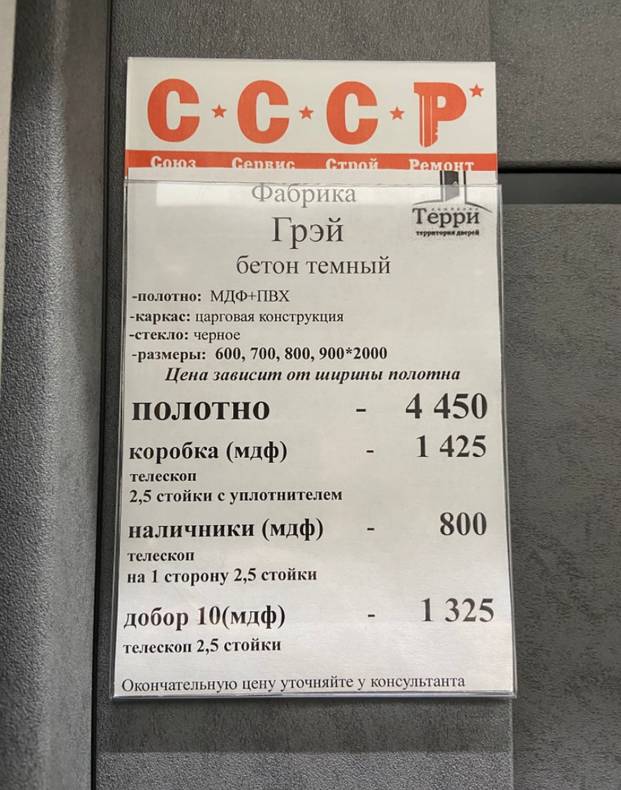 С★С★С★Р★
Союз Сервис Строй Ремонт
Фабрика
Терри
территория дверей
Грэй
бетон темный
-полотно: МДФ+ПВХ
-каркас: царговая конструкция
-стекло: черное
-размеры: 600, 700, 800, 900*2000
Цена зависит от ширины полотна
полотно - 4 450
коробка (мдф) - 1 425
телескоп
2,5 стойки с уплотнителем
наличники (мдф) - 800
телескоп
на 1 сторону 2,5 стойки
добор 10(мдф) - 1 325
телескоп 2,5 стойки
Окончательную цену уточняйте у консультанта